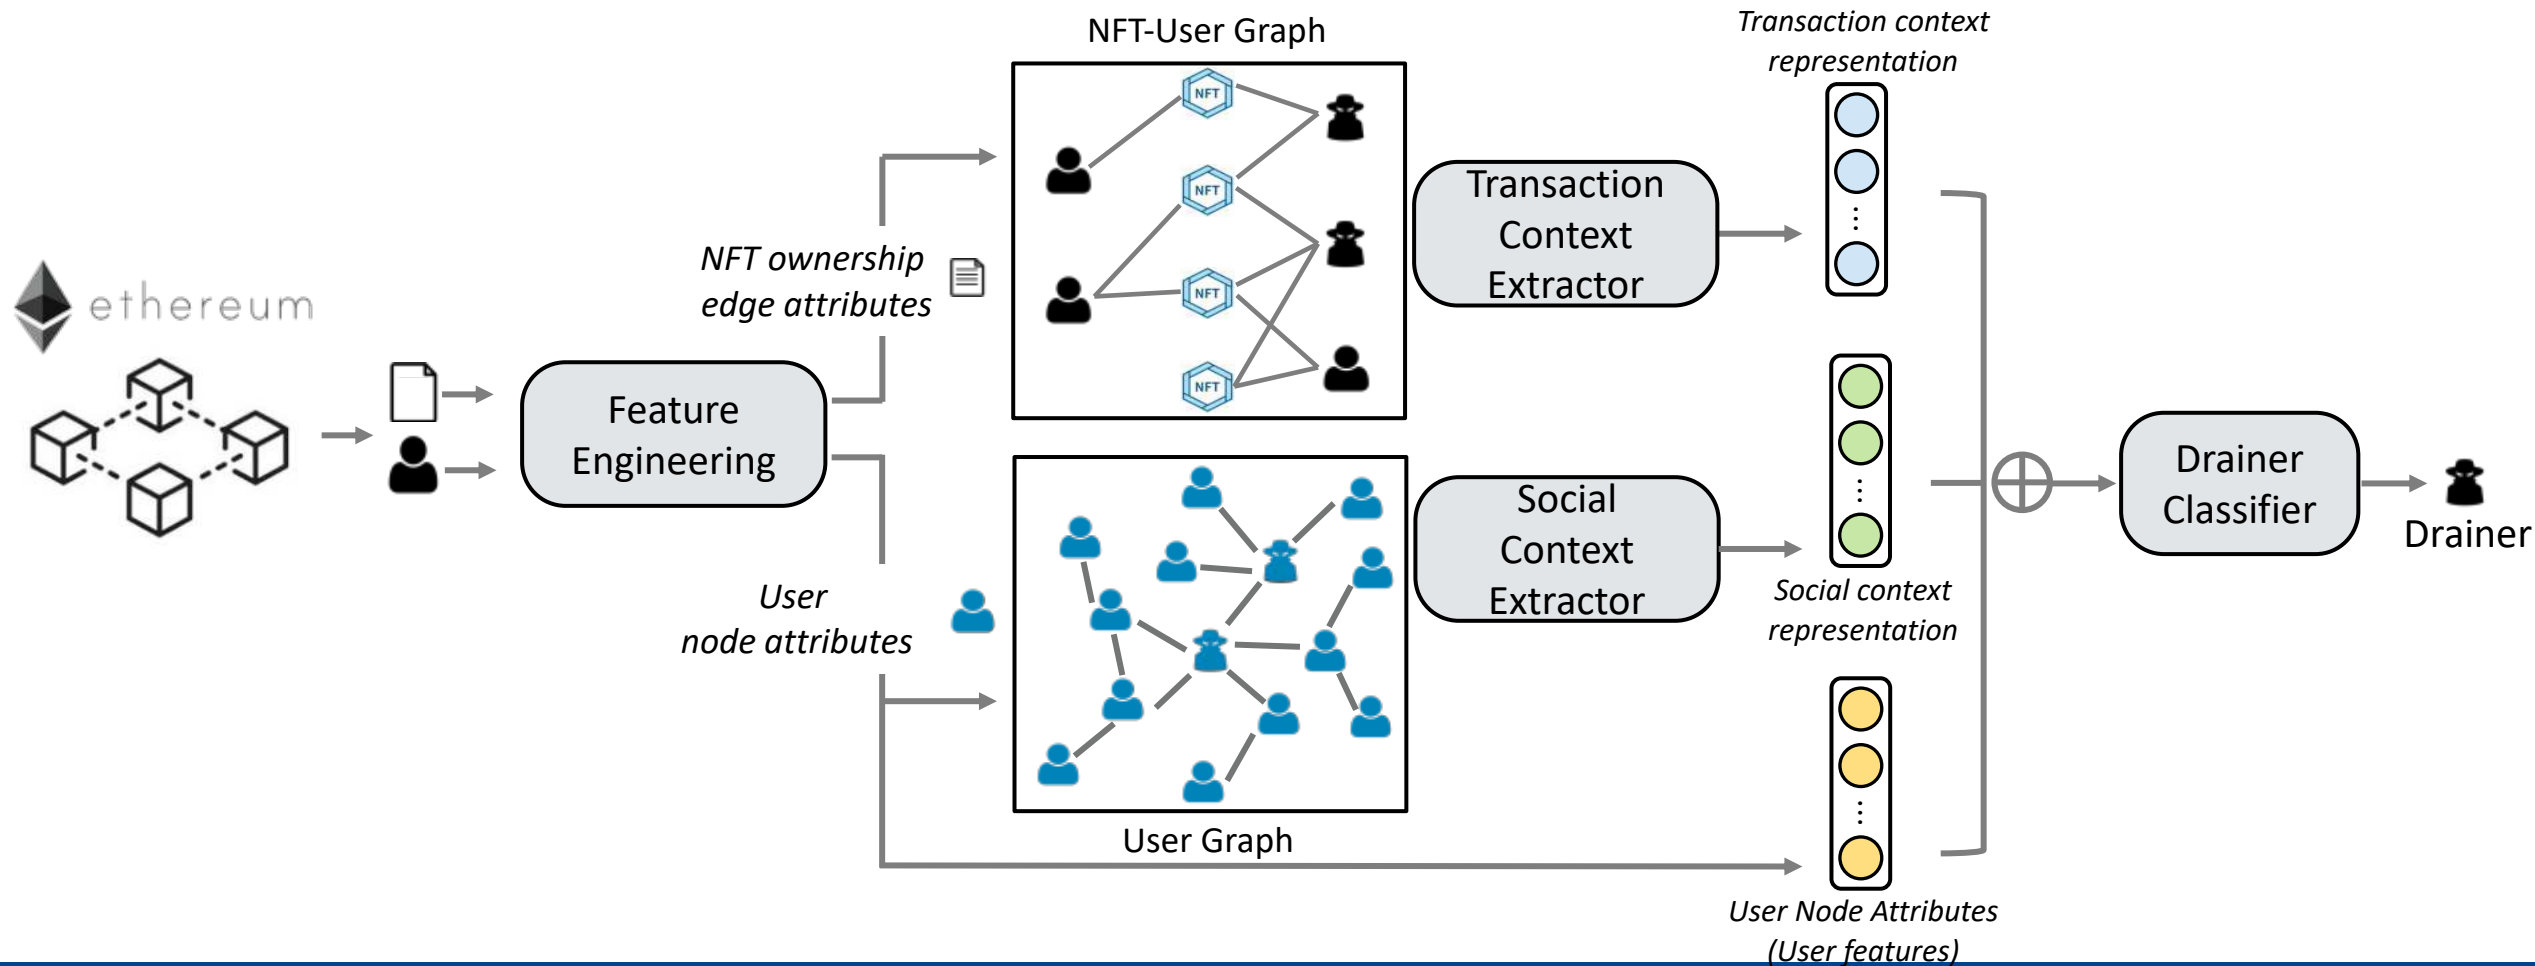 ethereum
Feature
Engineering
NFT ownership
edge attributes
User
node attributes
NFT-User Graph
NFT
NFT
NFT
NFT
User Graph
Transaction
Context
Extractor
Social
Context
Extractor
Transaction context
representation
Social context
representation
User Node Attributes
(User features)
Drainer
Classifier
Drainer